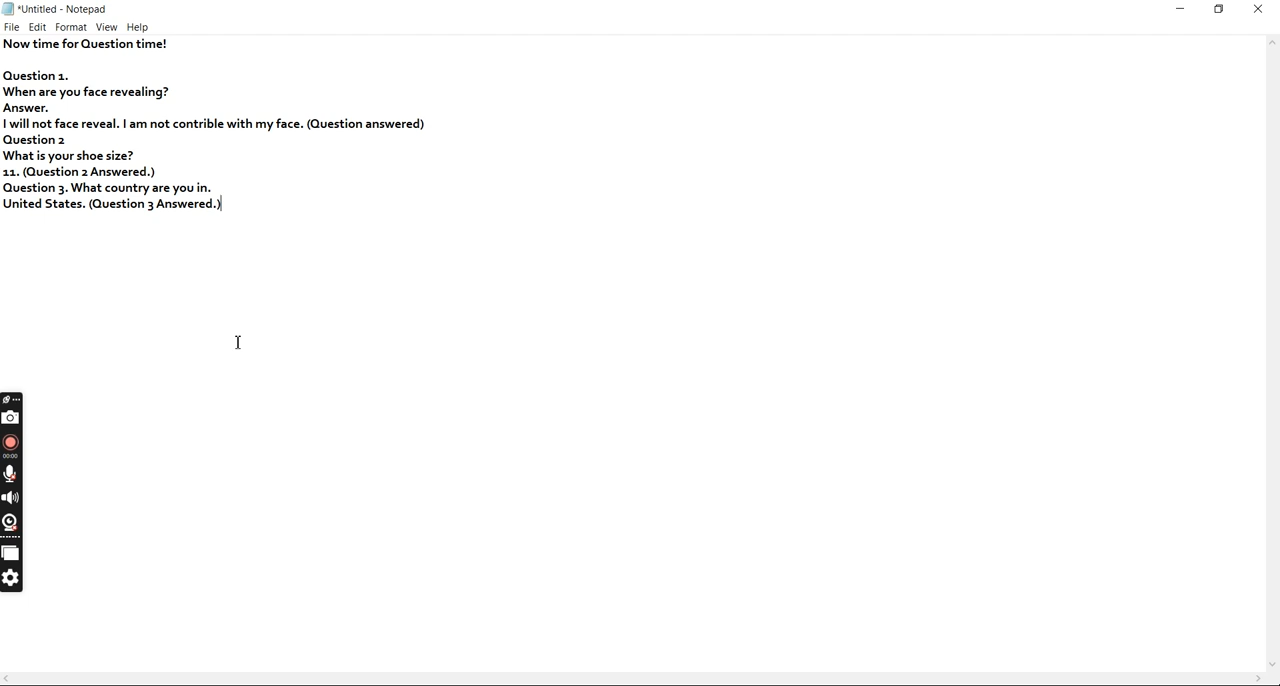 *Untitled - Notepad
File Edit Format View Help
Now time for Question time!
Question 1.
When are you face revealing?
Answer.
I will not face reveal. I am not contrible with my face. (Question answered)
Question 2
What is your shoe size?
11. (Question 2 Answered.)
Question 3. What country are you in.
United States. (Question 3 Answered.)
00:00